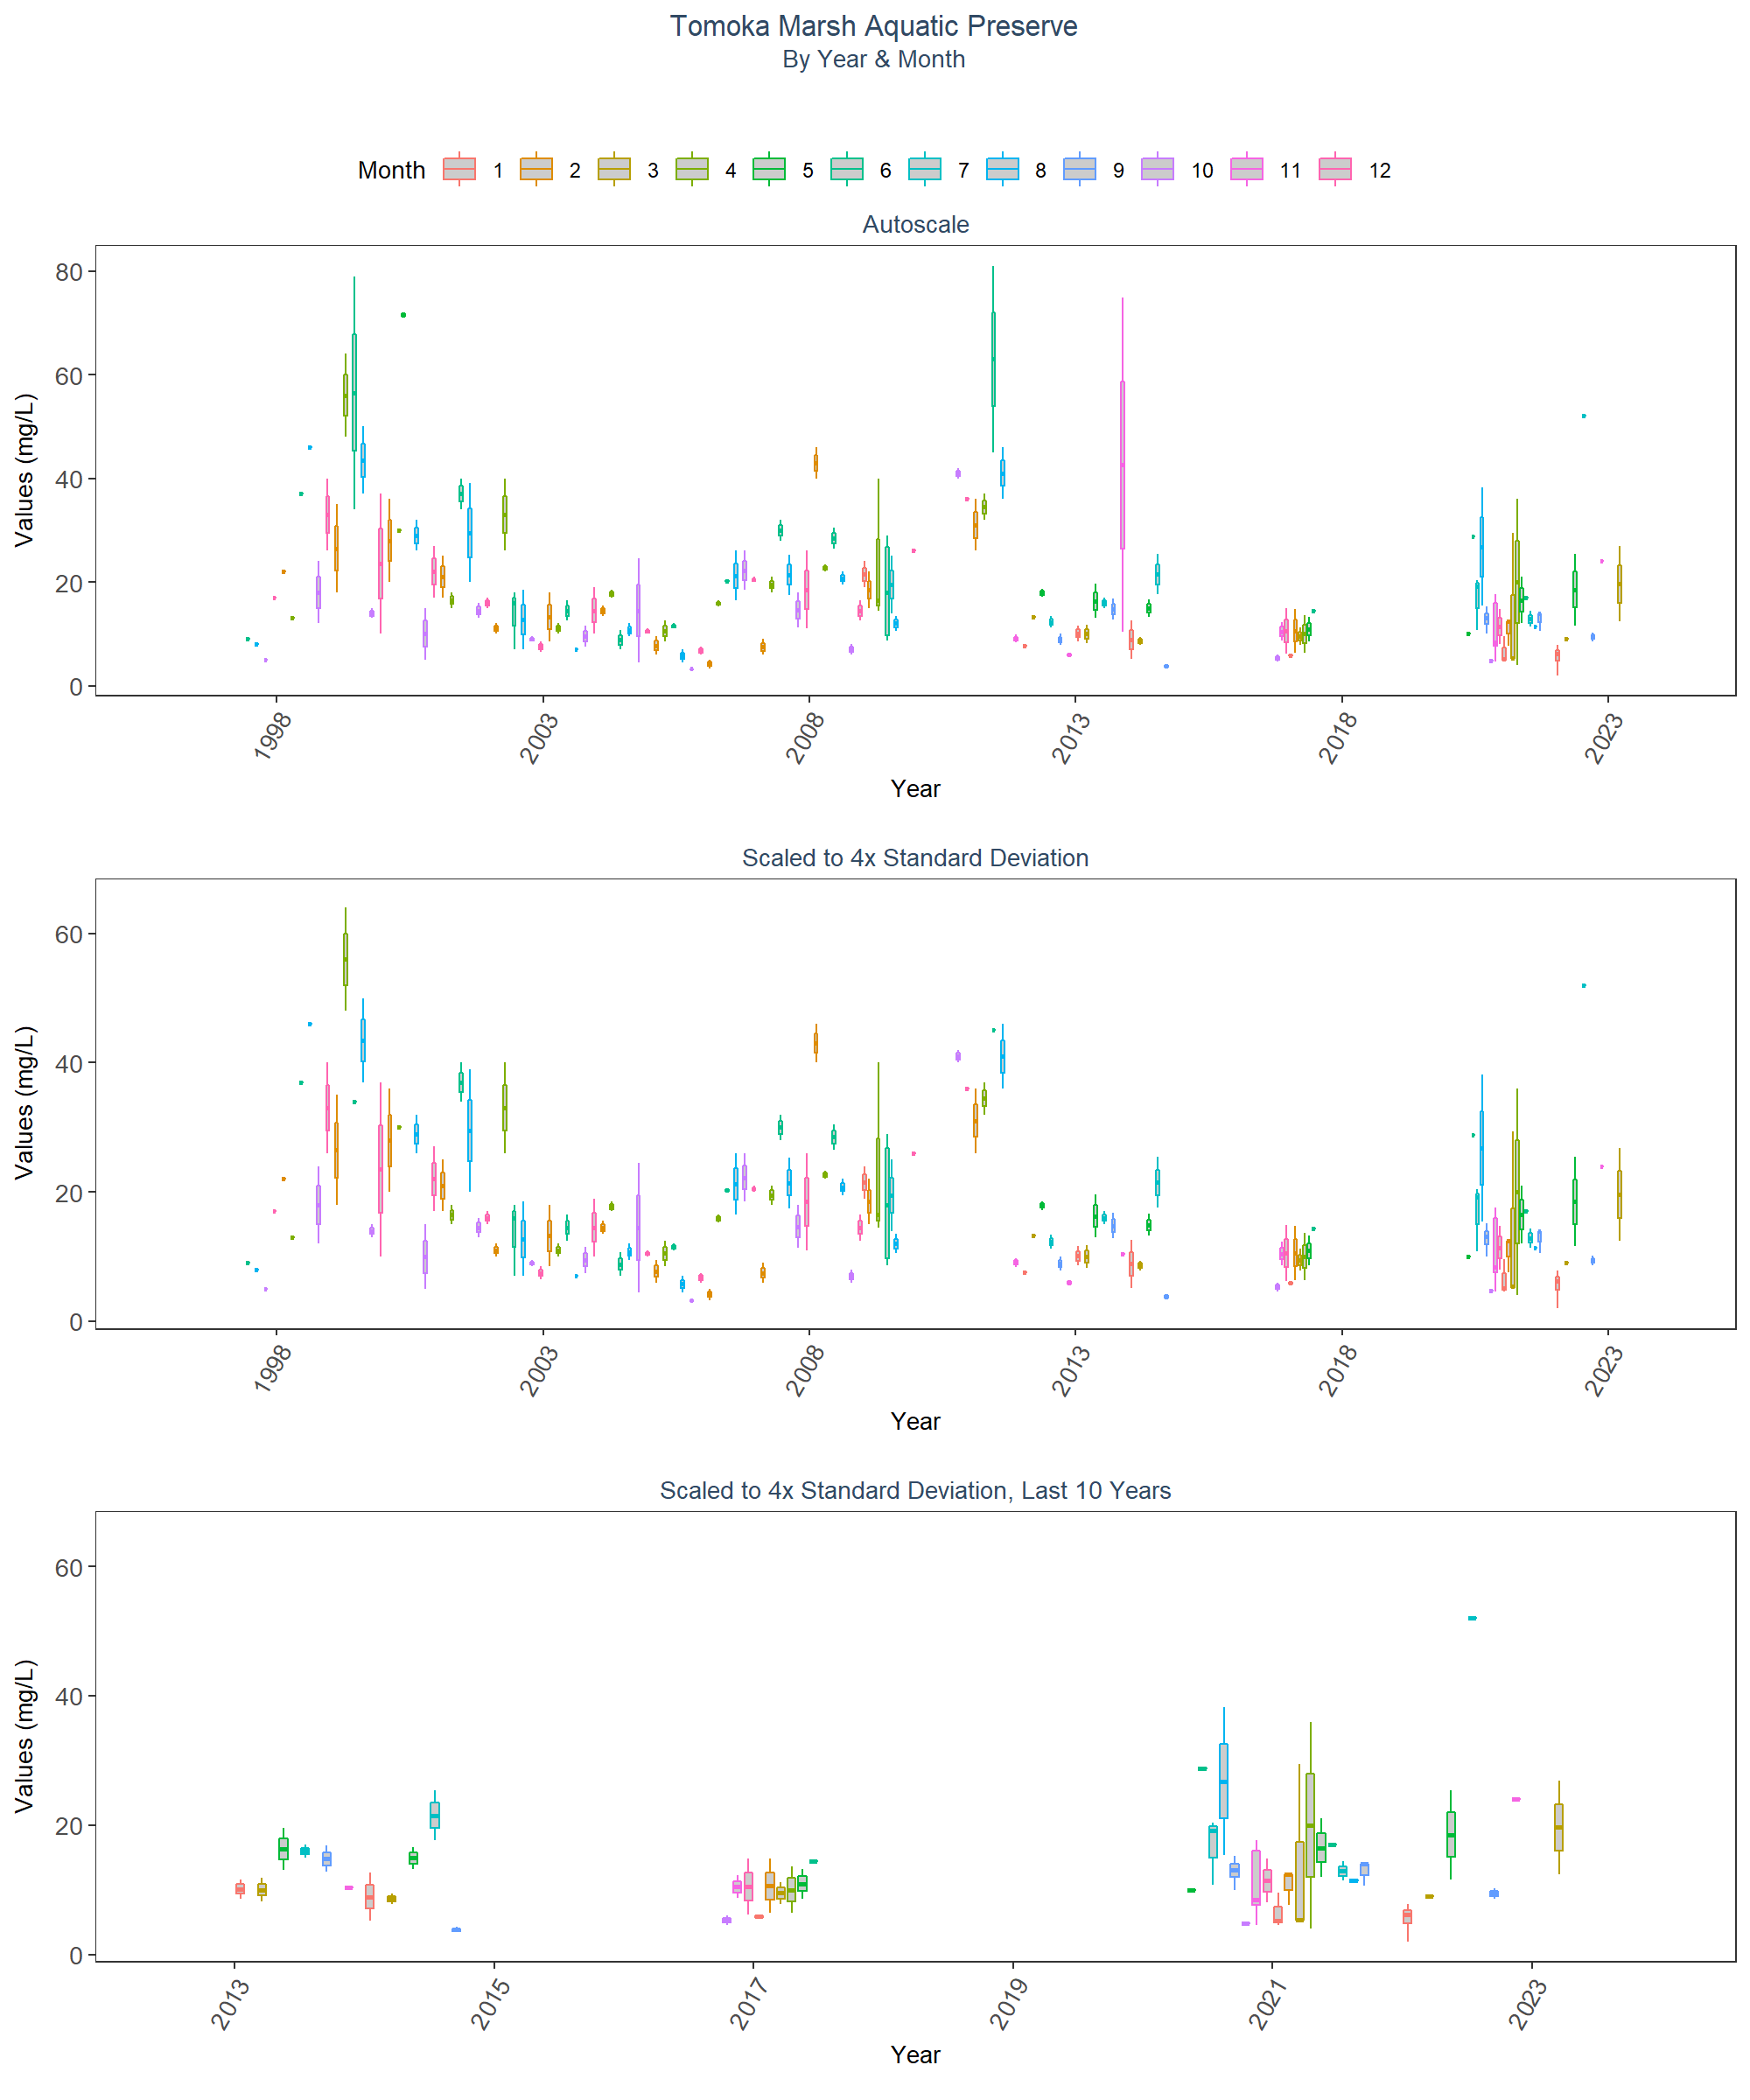 Tomoka Marsh Aquatic Preserve
By Year & Month
Month 1 2 3 4 5 6 7 8 9 10 11 12
Autoscale
Values (mg/L)
80
60
40
20
0
1998 2003 2008 2013 2018 2023
Year
Scaled to 4x Standard Deviation
Values (mg/L)
60
40
20
0
1998 2003 2008 2013 2018 2023
Year
Scaled to 4x Standard Deviation, Last 10 Years
Values (mg/L)
60
40
20
0
2013 2015 2017 2019 2021 2023
Year